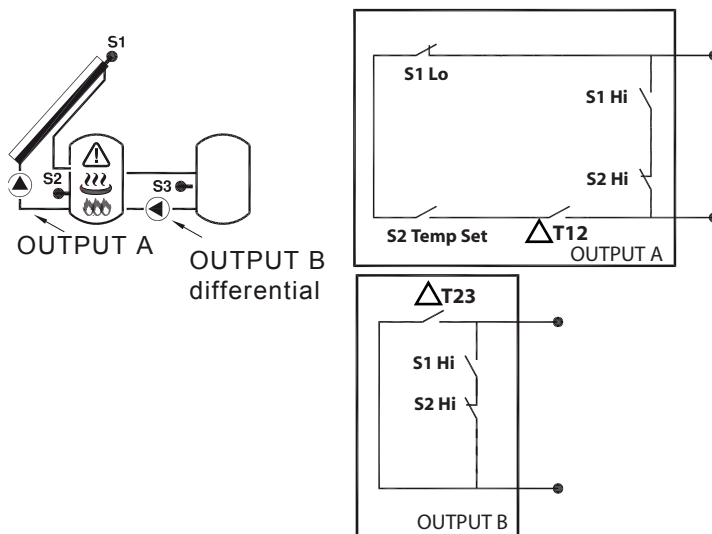 S1
S2
S3
OUTPUT A
OUTPUT B
differential
S1 Lo
S1 Hi
S2 Hi
S2 Temp Set
△T12
OUTPUT A
△T23
S1 Hi
S2 Hi
OUTPUT B